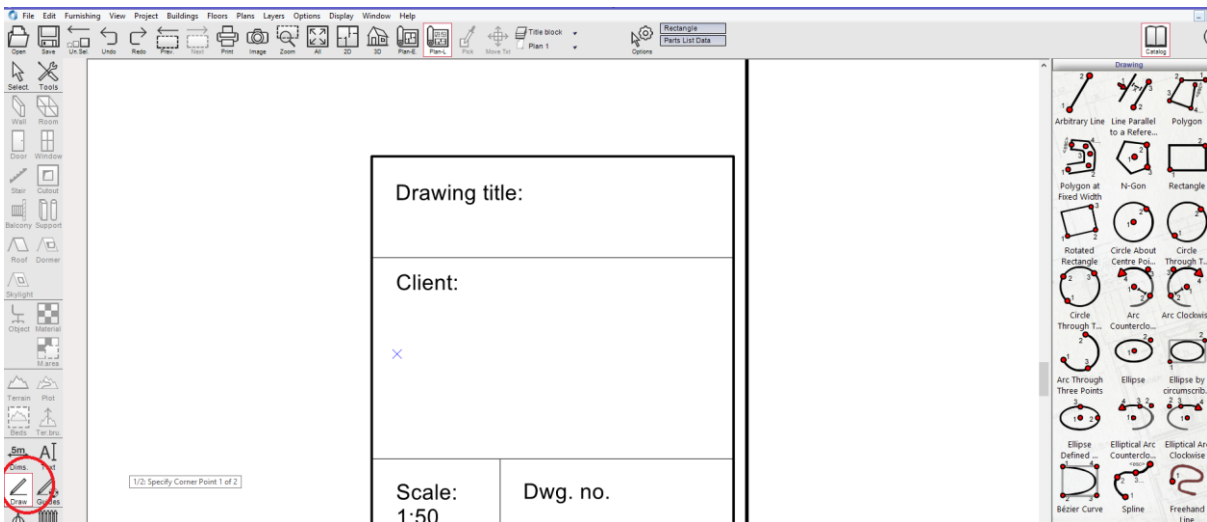 File Edit Furnishing View Project Buildings Floors Plans Layers Options Display Window Help
Open Save Un.Sel. Undo Redo Prev. Next Print Image Zoom All 2D 3D Plan-E. Plan-L. Pick Move Txt
Title block
Plan 1
Options
Rectangle
Parts List Data
Catalog
Select. Tools
Wall Room
Door Window
Stair Cutout
Balcony Support
Roof Dormer
Skylight
Object Material
M.area
Terrain Plot
Beds Ter.bru.
5m
Dims. Text
Draw Guides
Drawing title:
Client:
Scale:
1:50
Dwg. no.
1/2: Specify Corner Point 1 of 2
Drawing
Arbitrary Line
Line Parallel
to a Refere...
Polygon
Polygon at
Fixed Width
N-Gon
Rectangle
Rotated
Rectangle
Circle About
Centre Poi...
Circle
Through T...
Circle
Through T...
Arc
Counterclo...
Arc Clockwis
Arc Through
Three Points
Ellipse
Ellipse by
circumscrib.
Ellipse
Defined ...
Elliptical Arc
Counterclo...
Elliptical Arc
Clockwise
Bézier Curve
Spline
Freehand
Line